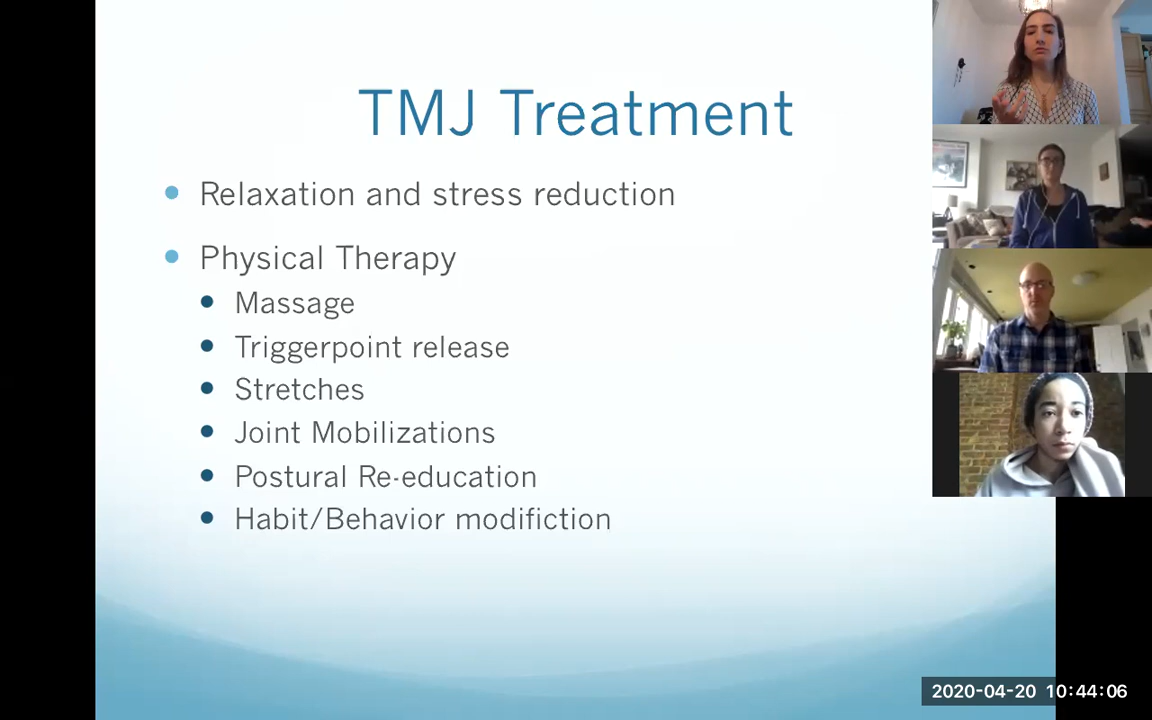 TMJ Treatment
Relaxation and stress reduction
Physical Therapy
Massage
Triggerpoint release
Stretches
Joint Mobilizations
Postural Re-education
Habit/Behavior modifiction
2020-04-20 10:44:06